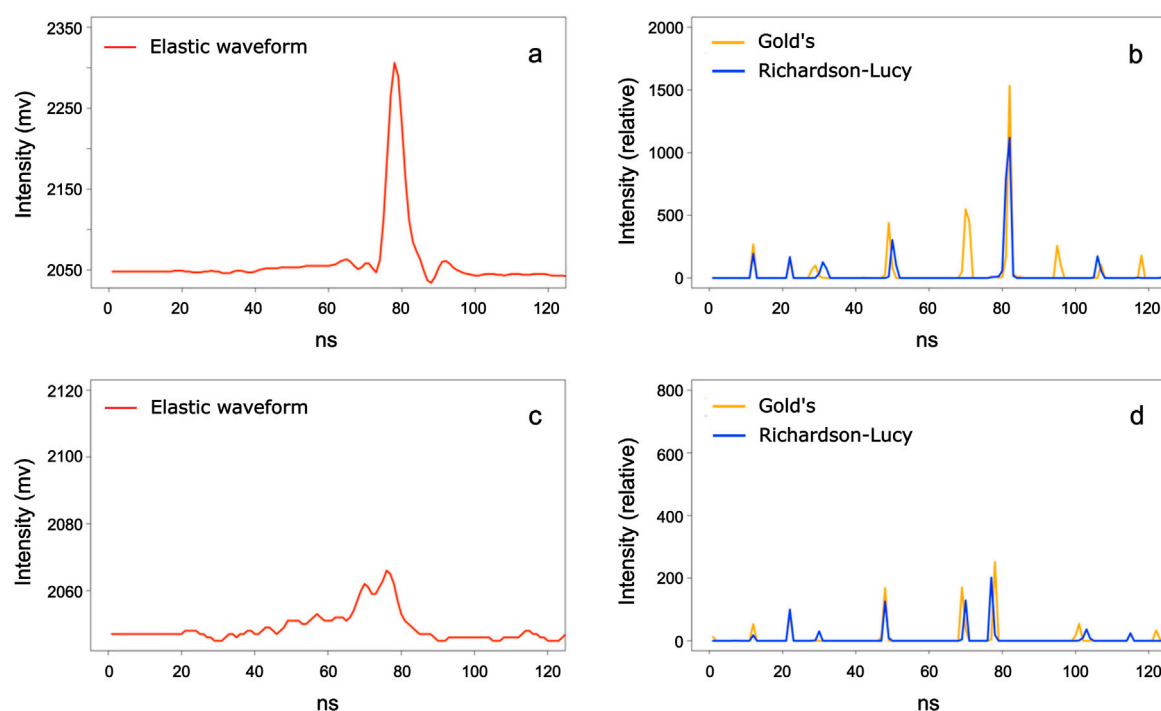 Elastic waveform
a
2350
2250
2150
2050
Intensity (mv)
0 20 40 60 80 100 120
ns
Gold's
Richardson-Lucy
b
2000
1500
1000
500
0
Intensity (relative)
0 20 40 60 80 100 120
ns
Elastic waveform
c
2120
2100
2080
2060
Intensity (mv)
0 20 40 60 80 100 120
ns
Gold's
Richardson-Lucy
d
800
600
400
200
0
Intensity (relative)
0 20 40 60 80 100 120
ns